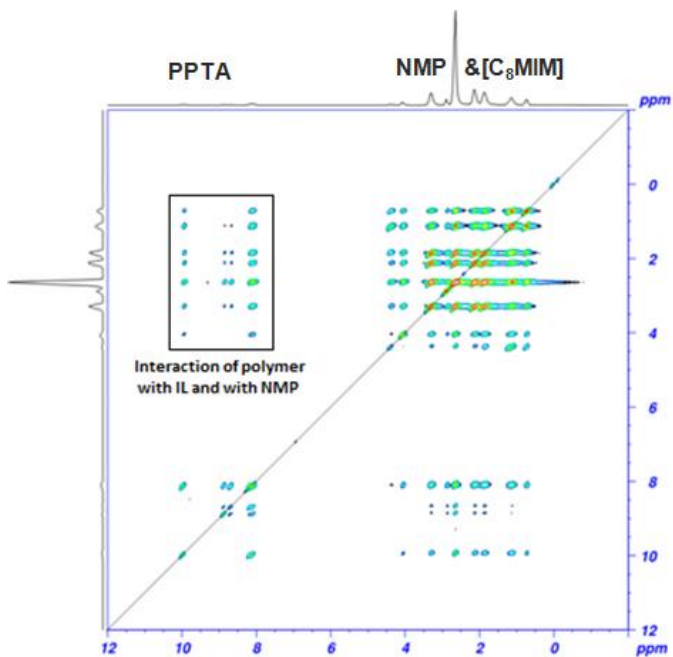 PPTA NMP &[C₈MIM]
ppm
0
2
4
6
8
10
12
Interaction of polymer
with IL and with NMP
12 10 8 6 4 2 0 ppm